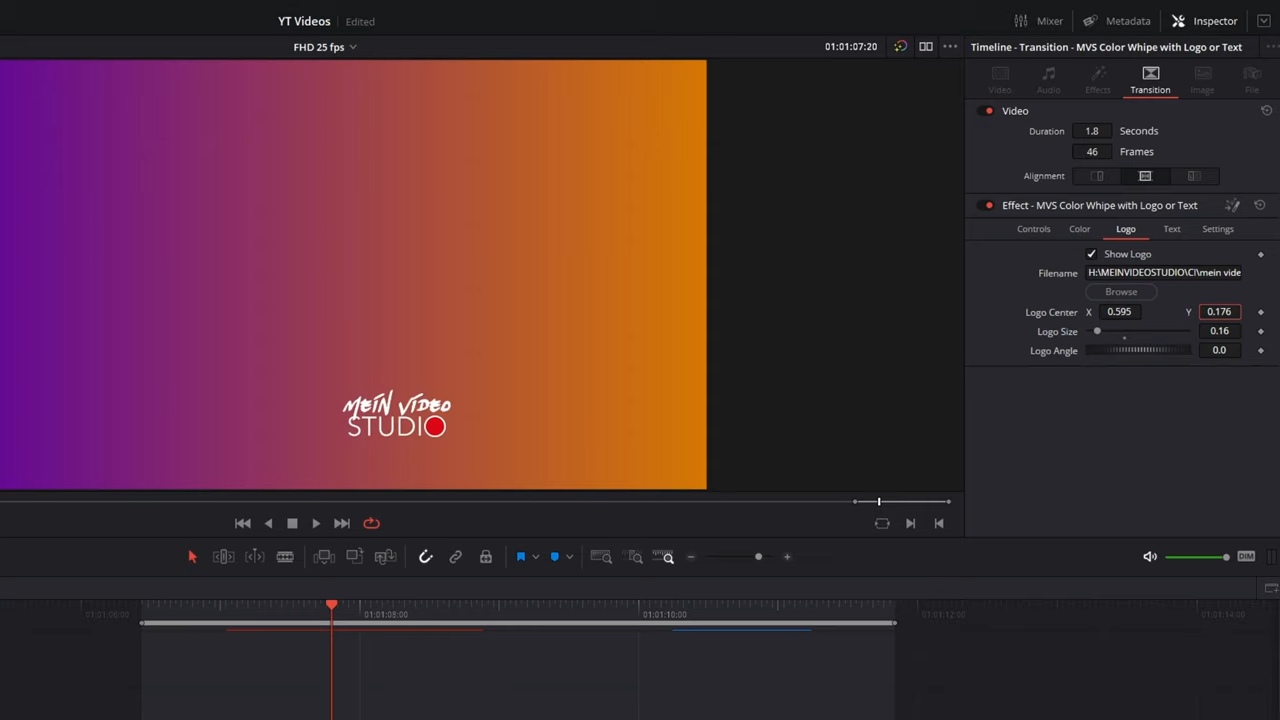 YT Videos Edited
Mixer Metadata Inspector
FHD 25 fps 01:01:07:20
Timeline - Transition - MVS Color Whipe with Logo or Text
Video Audio Effects Transition Image File
Video
Duration 1.8 Seconds
46 Frames
Alignment
Effect - MVS Color Whipe with Logo or Text
Controls Color Logo Text Settings
Show Logo
Filename H:\MEINVIDEOSTUDIO\CI\mein vide
Browse
Logo Center X 0.595 Y 0.176
Logo Size 0.16
Logo Angle 0.0
MEIN VIDEO
STUDIO
DIM
01:01:06:00 01:01:08:00 01:01:10:00 01:01:12:00 01:01:14:00